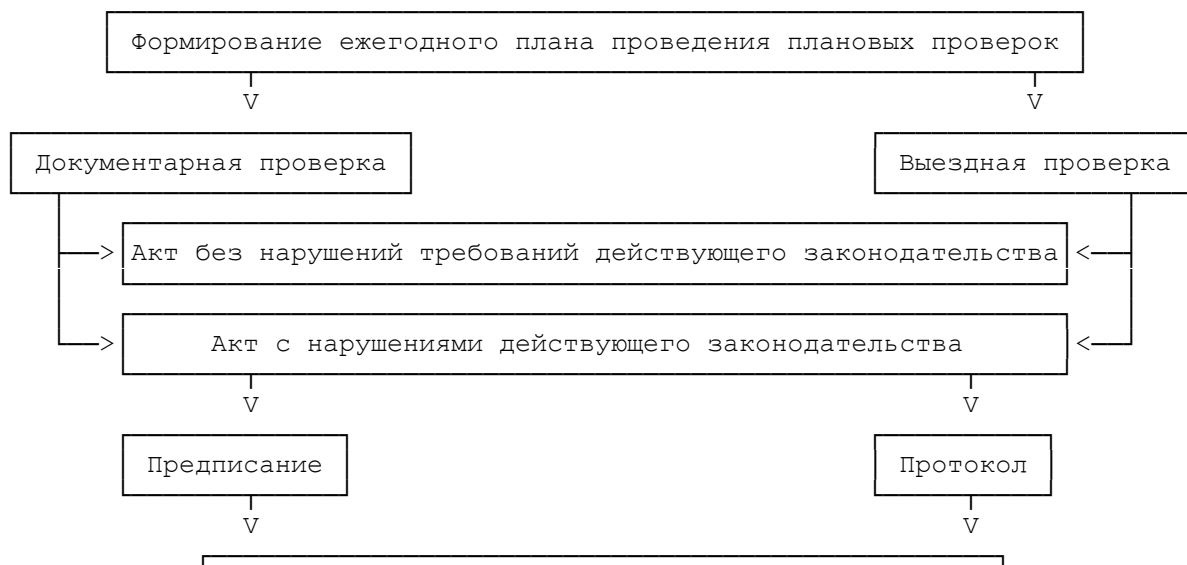 Формирование ежегодного плана проведения плановых проверок
V V
Документарная проверка Выездная проверка
> Акт без нарушений требований действующего законодательства <
> Акт с нарушениями действующего законодательства <
V V
Предписание Протокол
V V